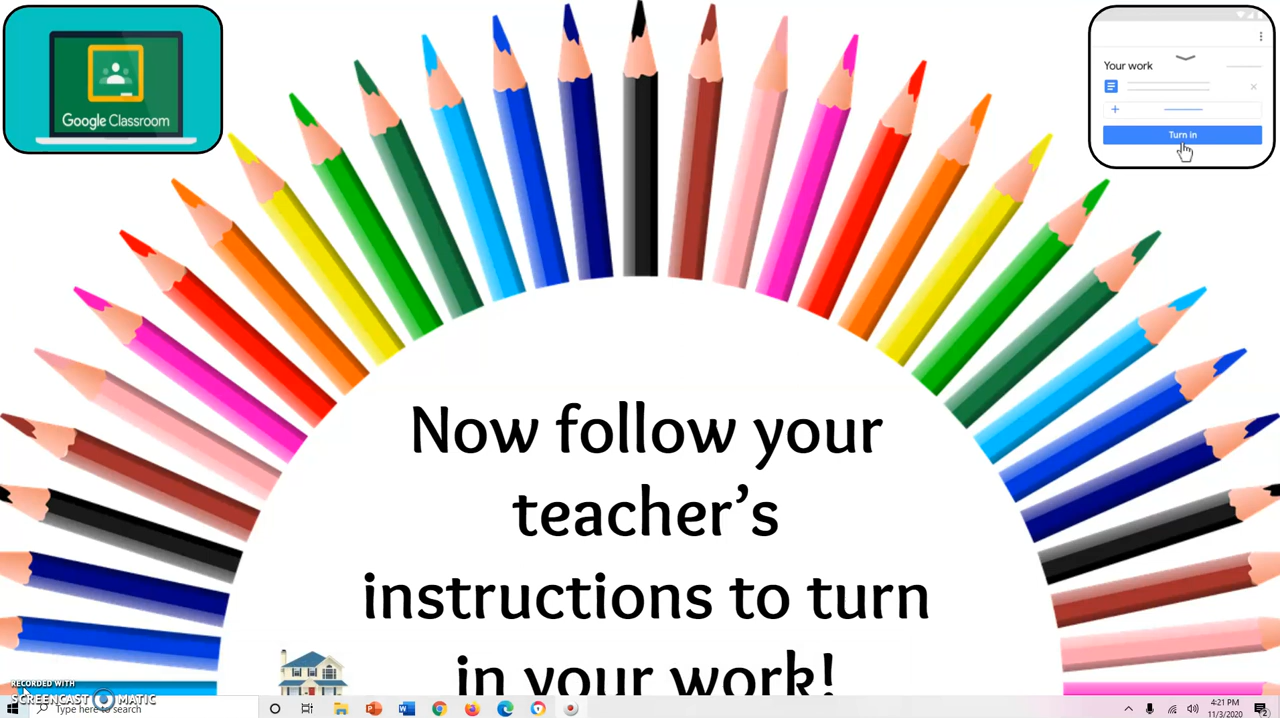 Google Classroom
Your work
Turn in
Now follow your
teacher's
instructions to turn
in your work!
RECORDED WITH
SCREENCAST MATIC
Type here to search
4:21 PM
11/3/2020
2